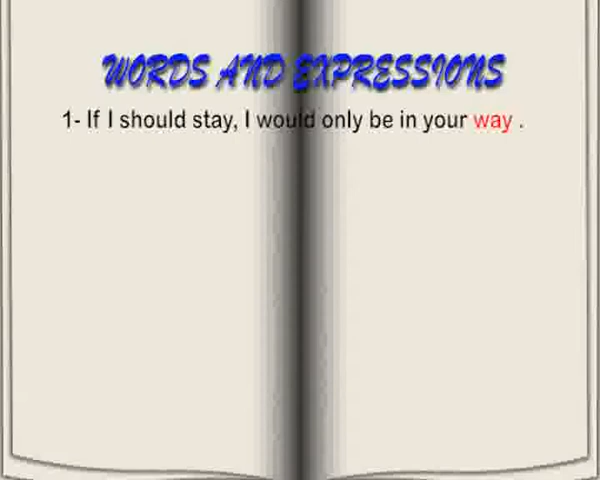 WORDS AND EXPRESSIONS
1- If I should stay, I would only be in your way .